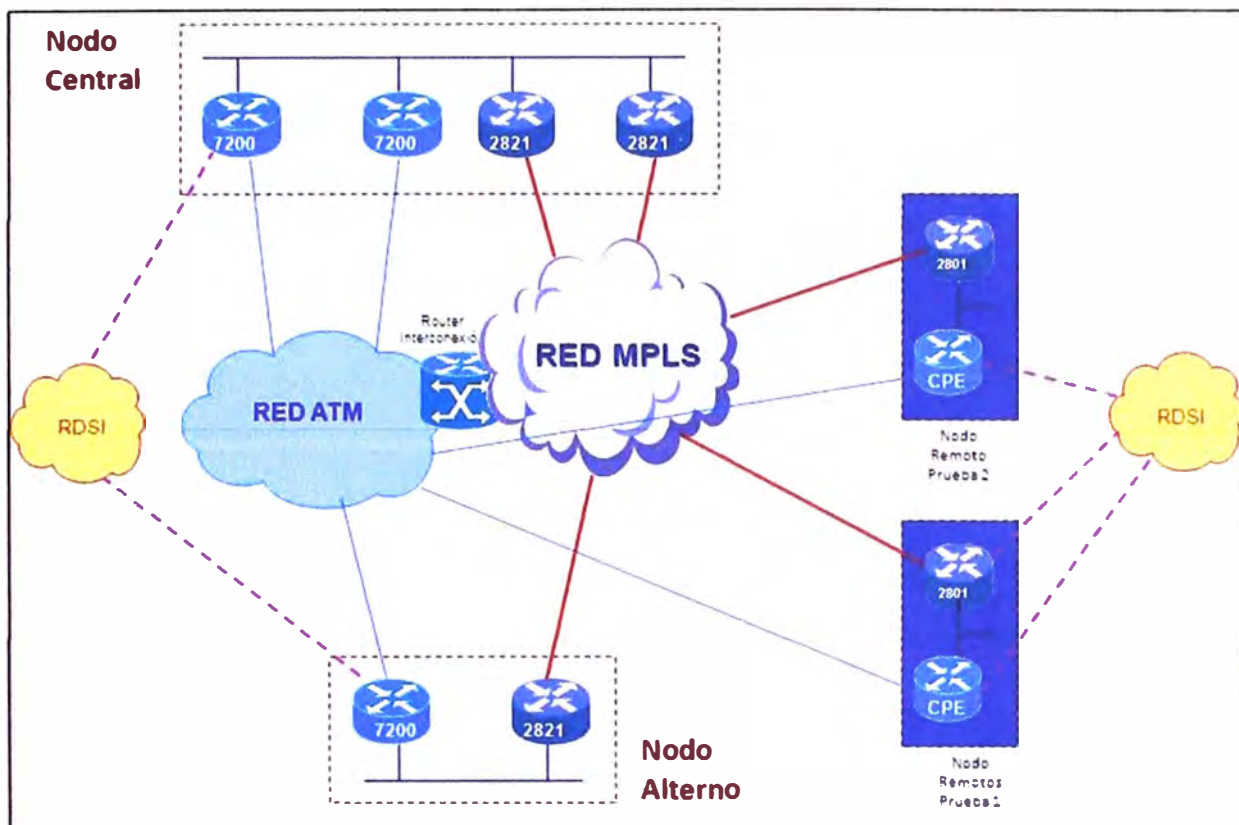 Nodo
Central
7200
7200
2821
2821
2801
Router
Interconexió
RED MPLS
CPE
RDSI
RED ATM
RDSI
Nodo
Remoto
Prueba 2
2801
CPE
7200
2821
Nodo
Alterno
Nodo
Remotos
Prueba 1